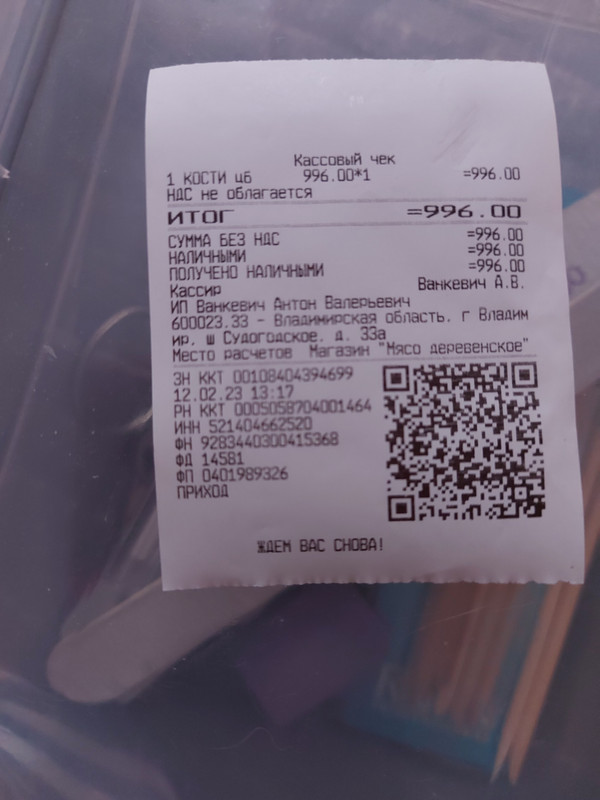 Кассовый чек
1 КОСТИ цб 996.00*1 =996.00
НДС не облагается
ИТОГ =996.00
СУММА БЕЗ НДС =996.00
НАЛИЧНЫМИ =996.00
ПОЛУЧЕНО НАЛИЧНЫМИ =996.00
Кассир Ванкевич А.В.
ИП Ванкевич Антон Валерьевич
600023.33 - Владимирская область, г Владим
ир, ш Судогодское, д. 33а
Место расчетов Магазин "Мясо деревенское"
ЗН ККТ 00108404394699
12.02.23 13:17
РН ККТ 0005058704001464
ИНН 521404662520
ФН 9283440300415368
ФД 14581
ФП 0401989326
ПРИХОД
ЖДЕМ ВАС СНОВА!